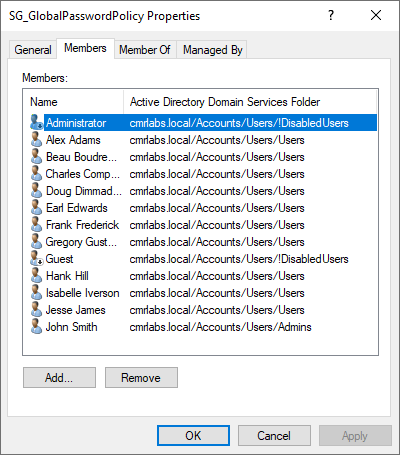 SG_GlobalPasswordPolicy Properties ? ×
General Members Member Of Managed By
Members:
Name Active Directory Domain Services Folder
Administrator cmrlabs.local/Accounts/Users/!DisabledUsers
Alex Adams cmrlabs.local/Accounts/Users/Users
Beau Boudre... cmrlabs.local/Accounts/Users/Users
Charles Comp... cmrlabs.local/Accounts/Users/Users
Doug Dimmad... cmrlabs.local/Accounts/Users/Users
Earl Edwards cmrlabs.local/Accounts/Users/Users
Frank Frederick cmrlabs.local/Accounts/Users/Users
Gregory Gust... cmrlabs.local/Accounts/Users/Users
Guest cmrlabs.local/Accounts/Users/!DisabledUsers
Hank Hill cmrlabs.local/Accounts/Users/Users
Isabelle Iverson cmrlabs.local/Accounts/Users/Users
Jesse James cmrlabs.local/Accounts/Users/Users
John Smith cmrlabs.local/Accounts/Users/Admins
Add... Remove
OK Cancel Apply